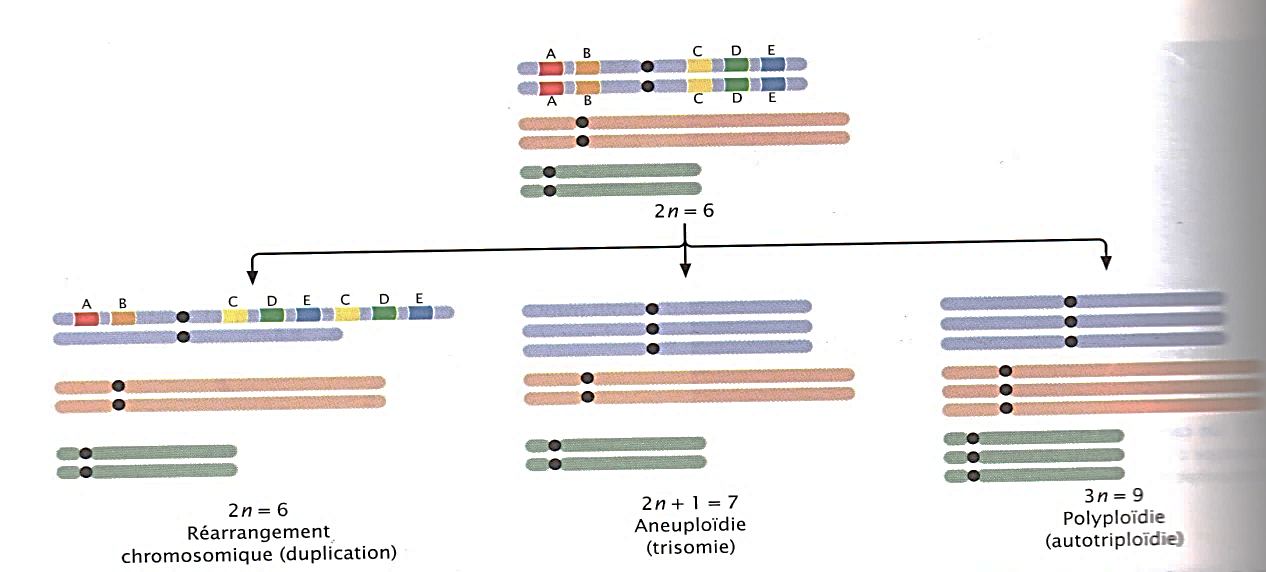 A B C D E
A B C D E
2n = 6
A B C D E C D E
2n = 6
Réarrangement
chromosomique (duplication)
2n + 1 = 7
Aneuploïdie
(trisomie)
3n = 9
Polyploïdie
(autotriploïdie)